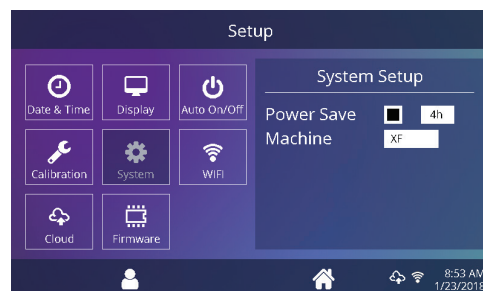 Setup
Date & Time
Display
Auto On/Off
Calibration
System
WIFI
Cloud
Firmware
System Setup
Power Save 4h
Machine XF
8:53 AM
1/23/2018